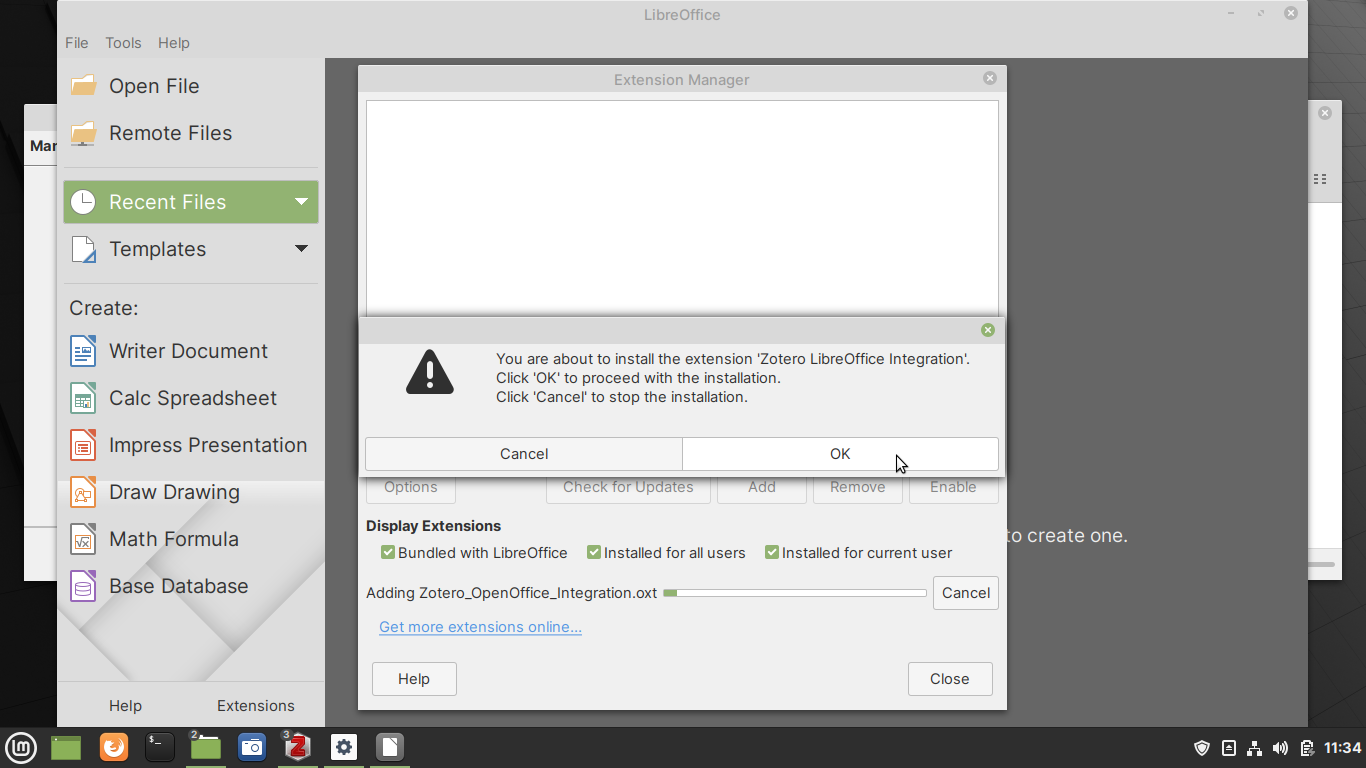 LibreOffice
File Tools Help
Open File
Remote Files
Recent Files
Templates
Create:
Writer Document
Calc Spreadsheet
Impress Presentation
Draw Drawing
Math Formula
Base Database
Help Extensions
Extension Manager
You are about to install the extension 'Zotero LibreOffice Integration'.
Click 'OK' to proceed with the installation.
Click 'Cancel' to stop the installation.
Cancel OK
Options Check for Updates Add Remove Enable
Display Extensions
Bundled with LibreOffice Installed for all users Installed for current user
Adding Zotero_OpenOffice_Integration.oxt Cancel
Get more extensions online...
Help Close
to create one.
2 3 11:34